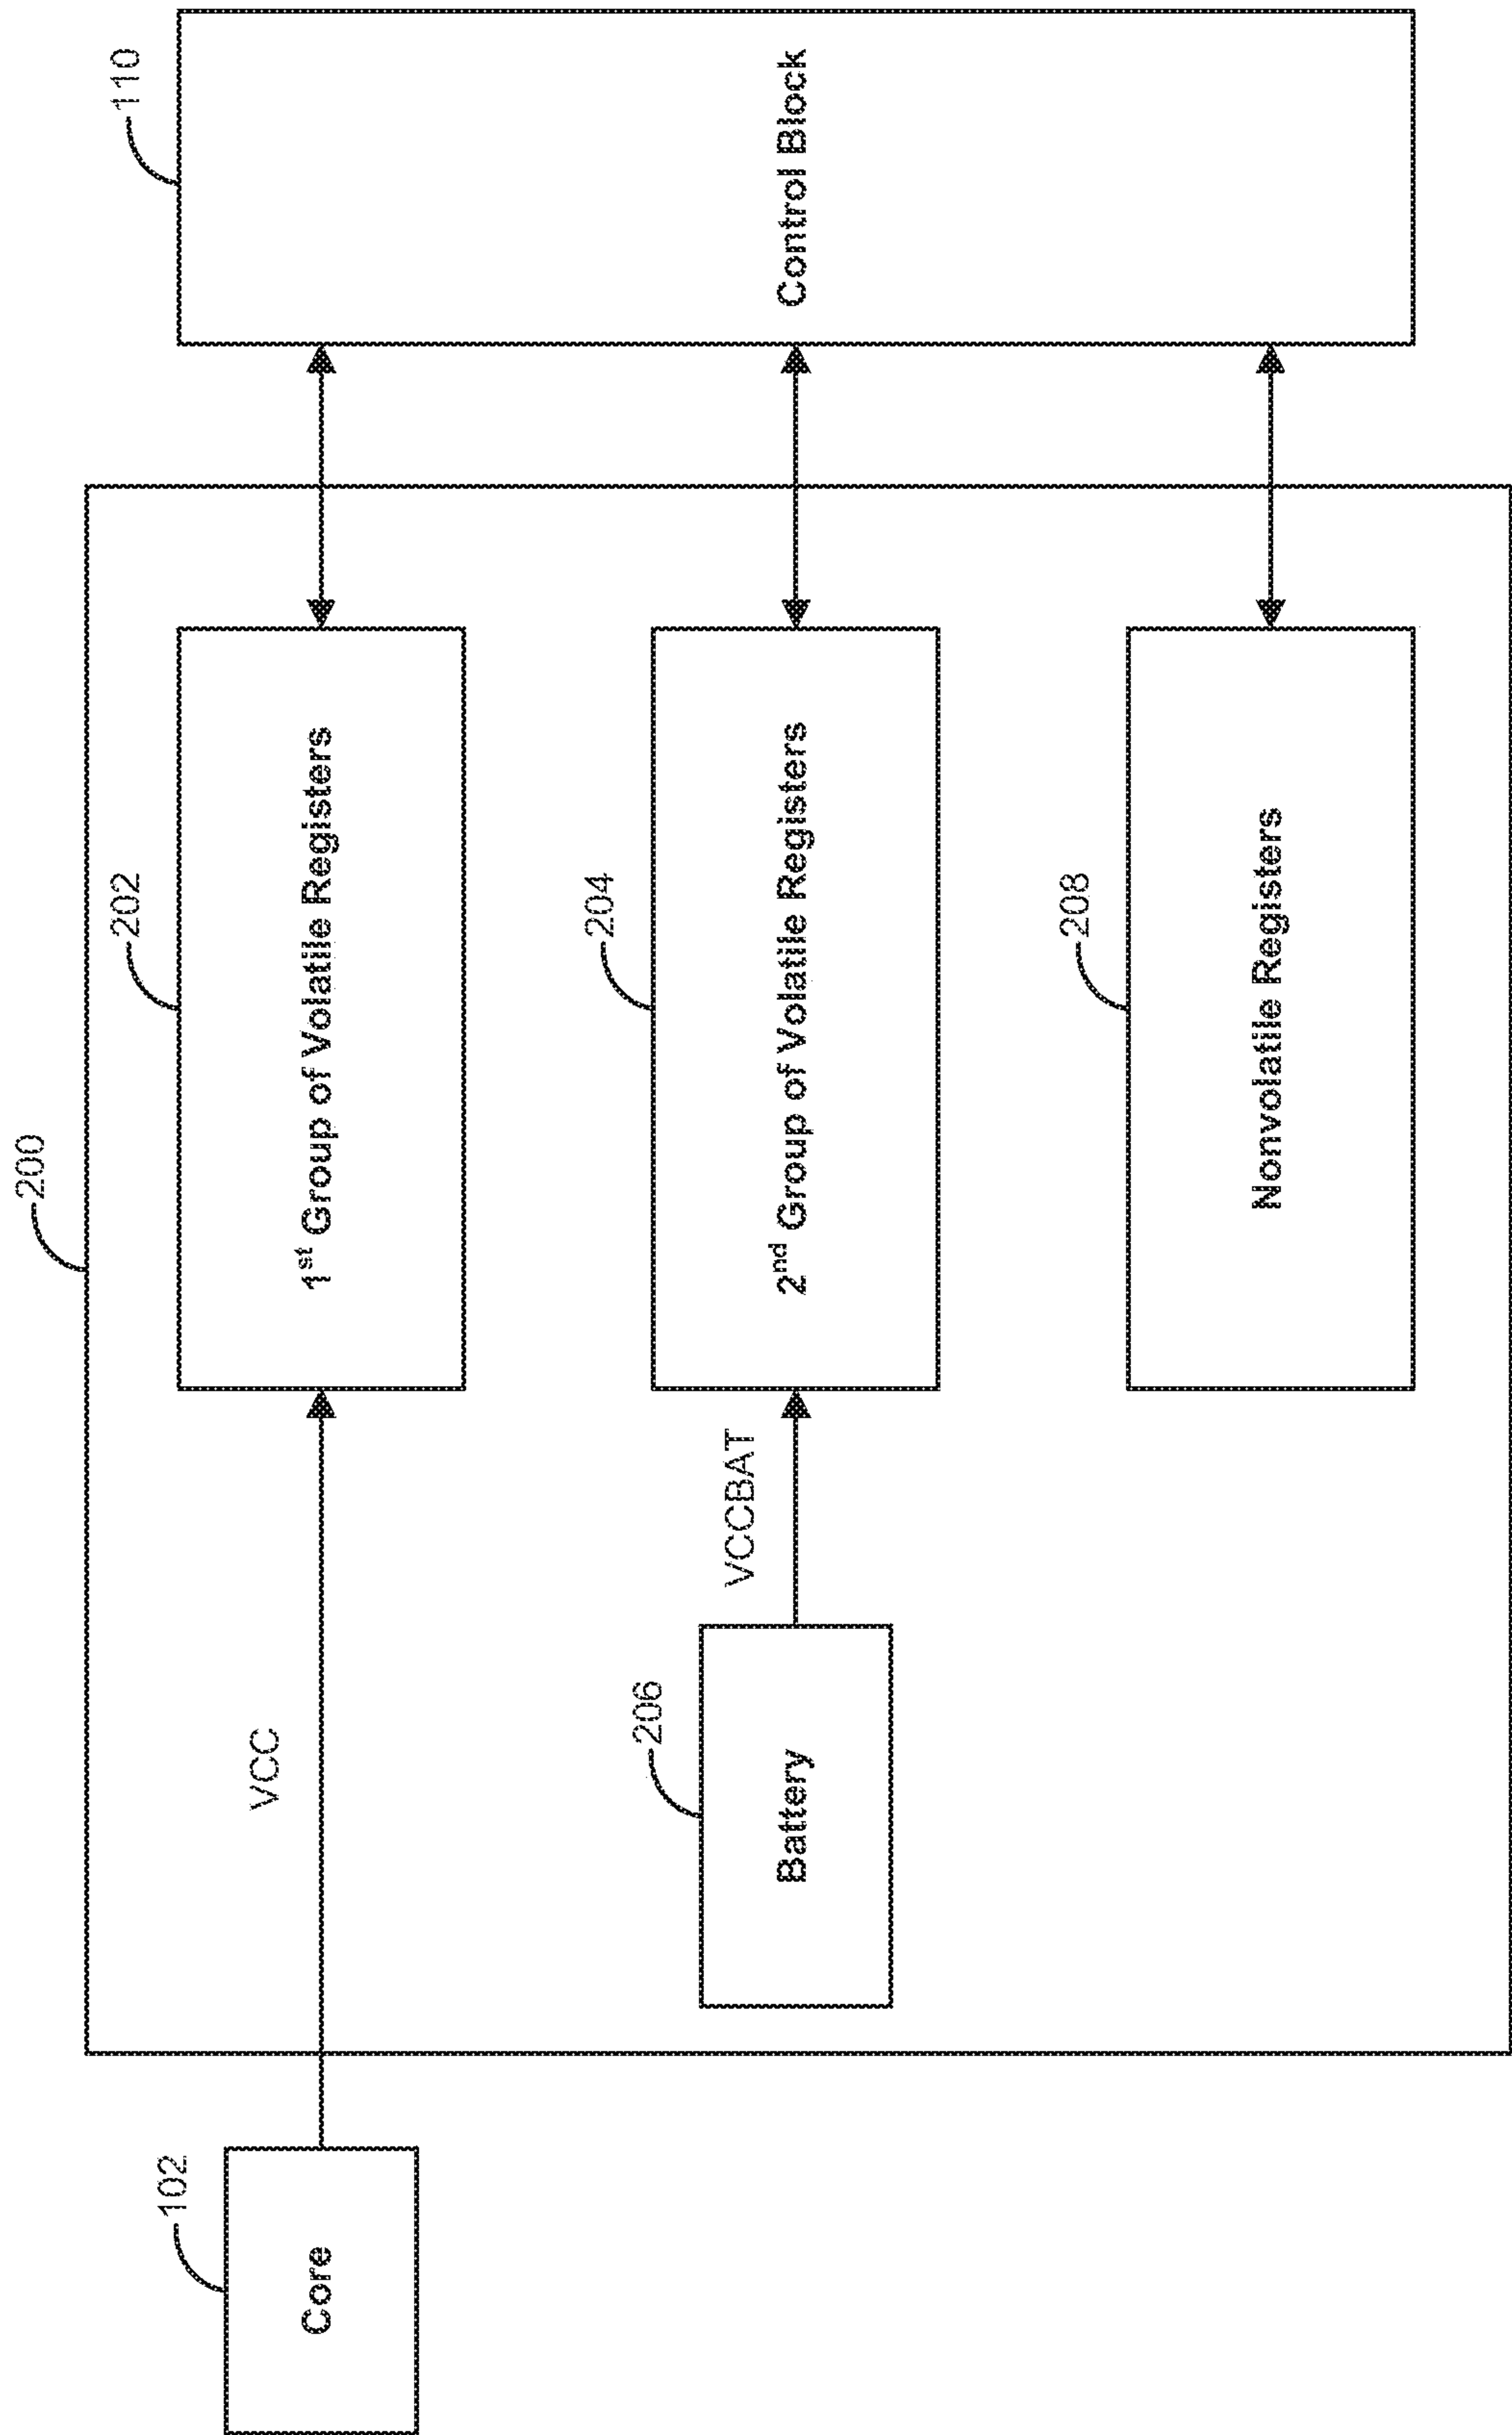 200
102
Core
VCC
202
1st Group of Volatile Registers
110
Control Block
206
Battery
VCCBAT
204
2nd Group of Volatile Registers
208
Nonvolatile Registers